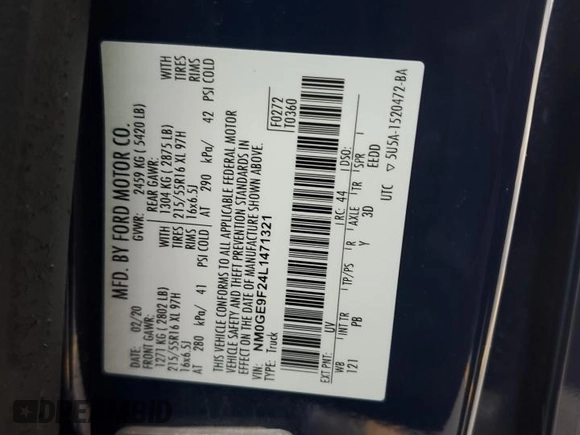 MFD. BY FORD MOTOR CO.
DATE: 02/20 GVWR: 2459 KG ( 5420 LB)
FRONT GAWR: REAR GAWR:
1271 KG ( 2802 LB) WITH 1304 KG ( 2875 LB) WITH
215/55R16 XL 97H TIRES 215/55R16 XL 97H TIRES
16x6.5J RIMS 16x6.5J RIMS
AT 280 kPa/ 41 PSI COLD AT 290 kPa/ 42 PSI COLD
THIS VEHICLE CONFORMS TO ALL APPLICABLE FEDERAL MOTOR
VEHICLE SAFETY AND THEFT PREVENTION STANDARDS IN
EFFECT ON THE DATE OF MANUFACTURE SHOWN ABOVE.
VIN: NM0GE9F24L1471321
TYPE: Truck
F0272
T0360
EXT PNT: UV RC: 44 DSO:
WB INT TR TP/PS R AXLE TR SPR
121 PB Y 3D EEDD
UTC ▽ 5U5A-1520472-BA
DREAMBID